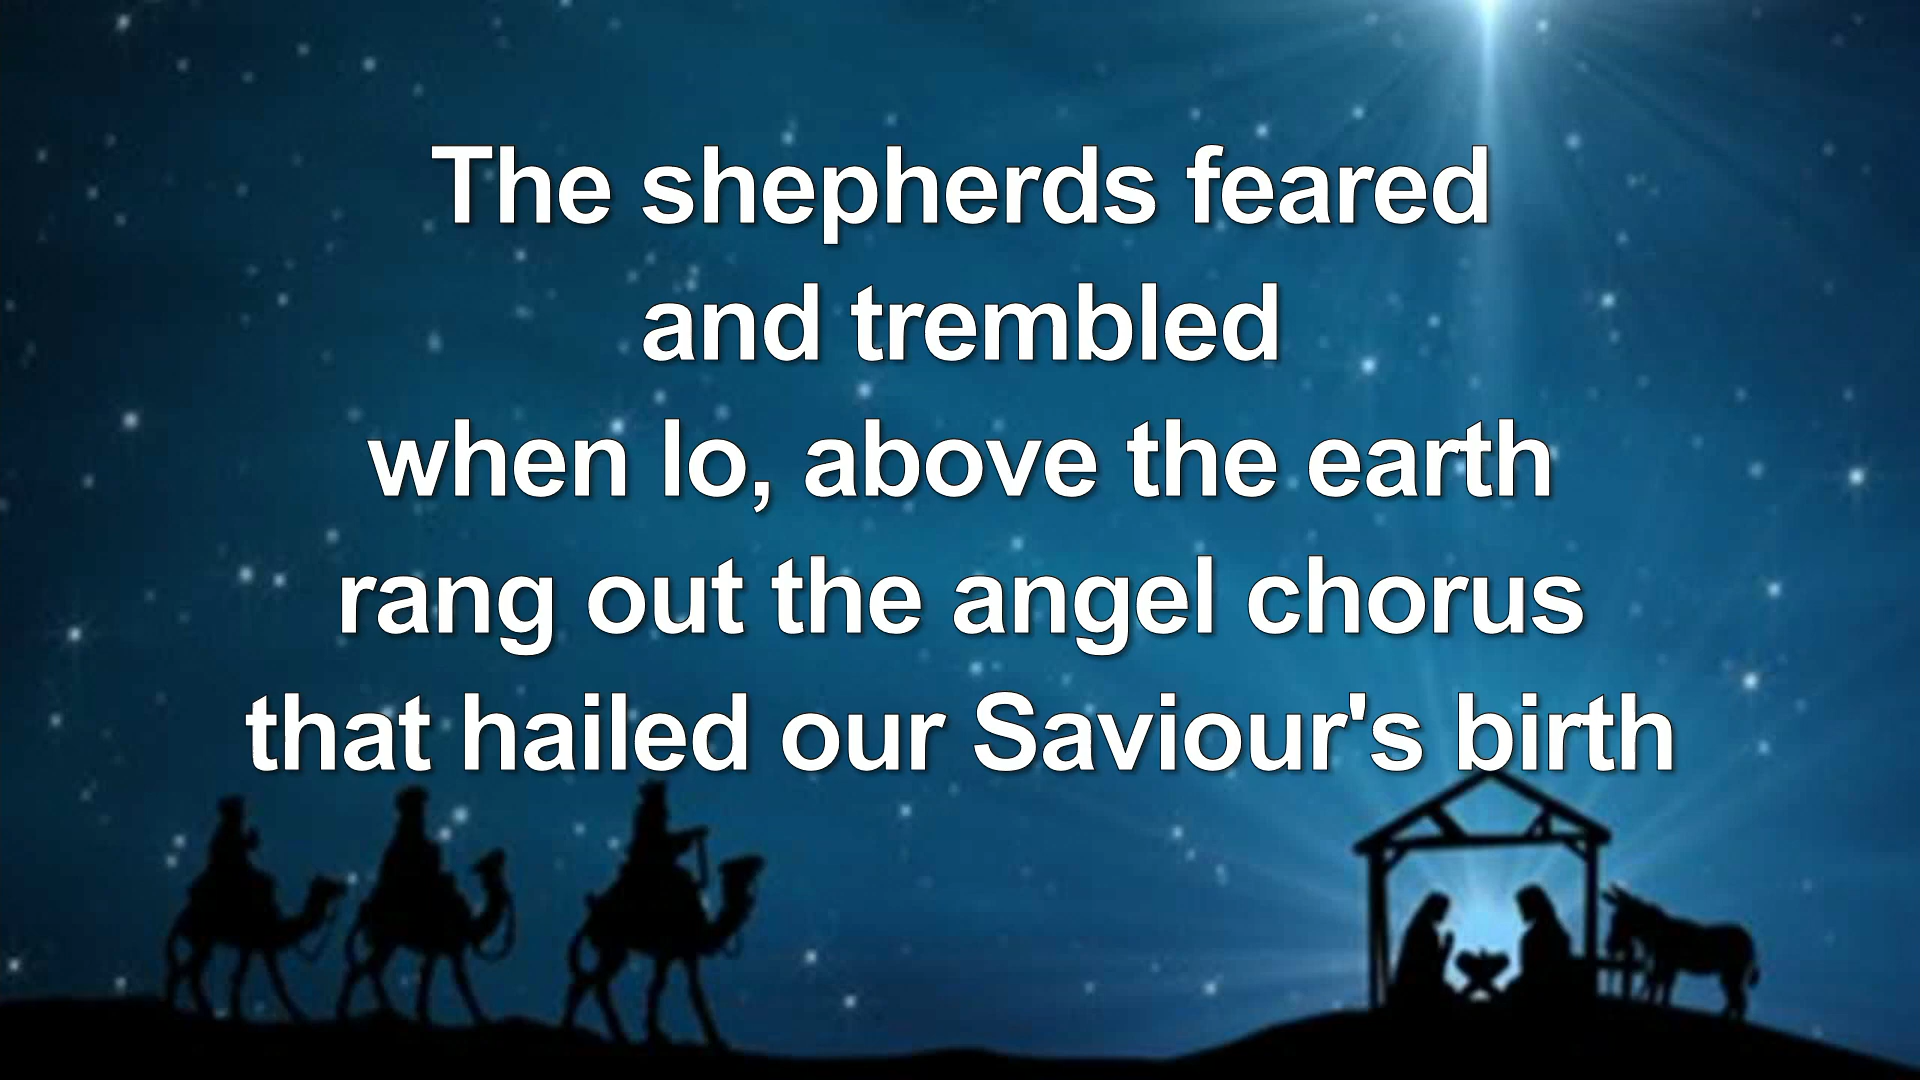 The shepherds feared
and trembled
when lo, above the earth
rang out the angel chorus
that hailed our Saviour's birth